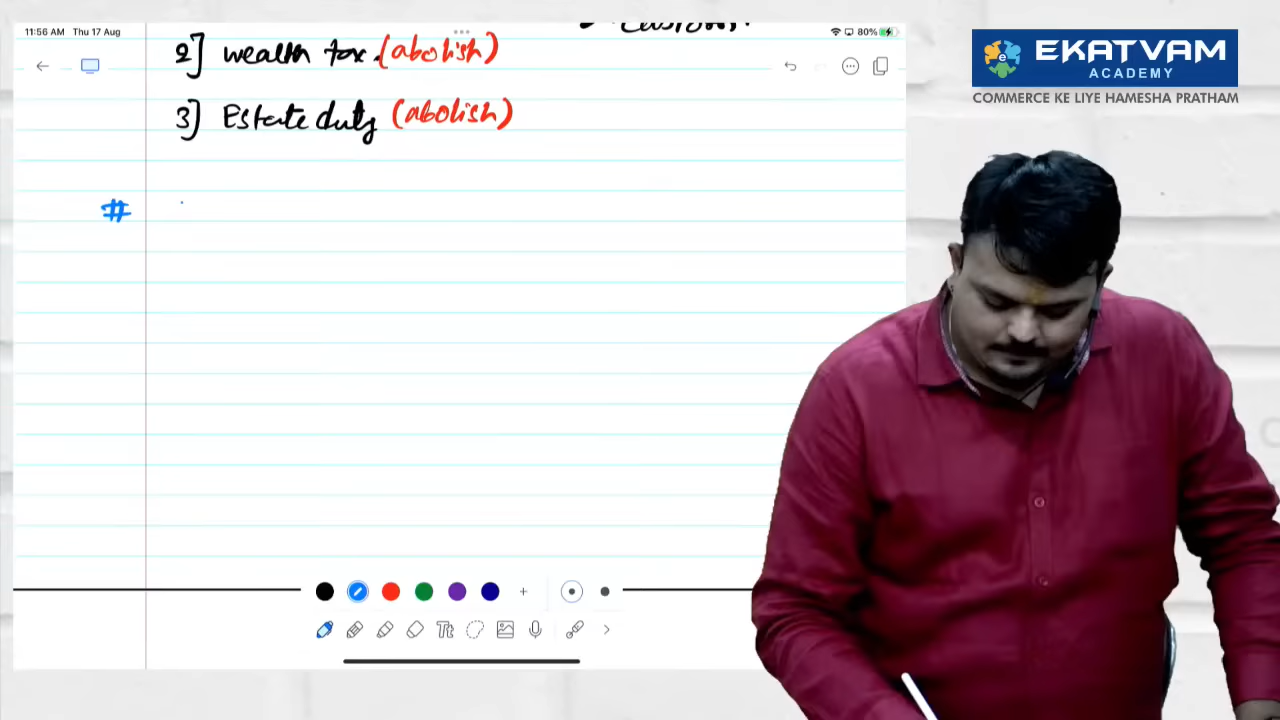 11:56 AM Thu 17 Aug
80%
2] wealth tax. (abolish)
3] Estate duty (abolish)
#
Tt
EKATVAM
ACADEMY
COMMERCE KE LIYE HAMESHA PRATHAM